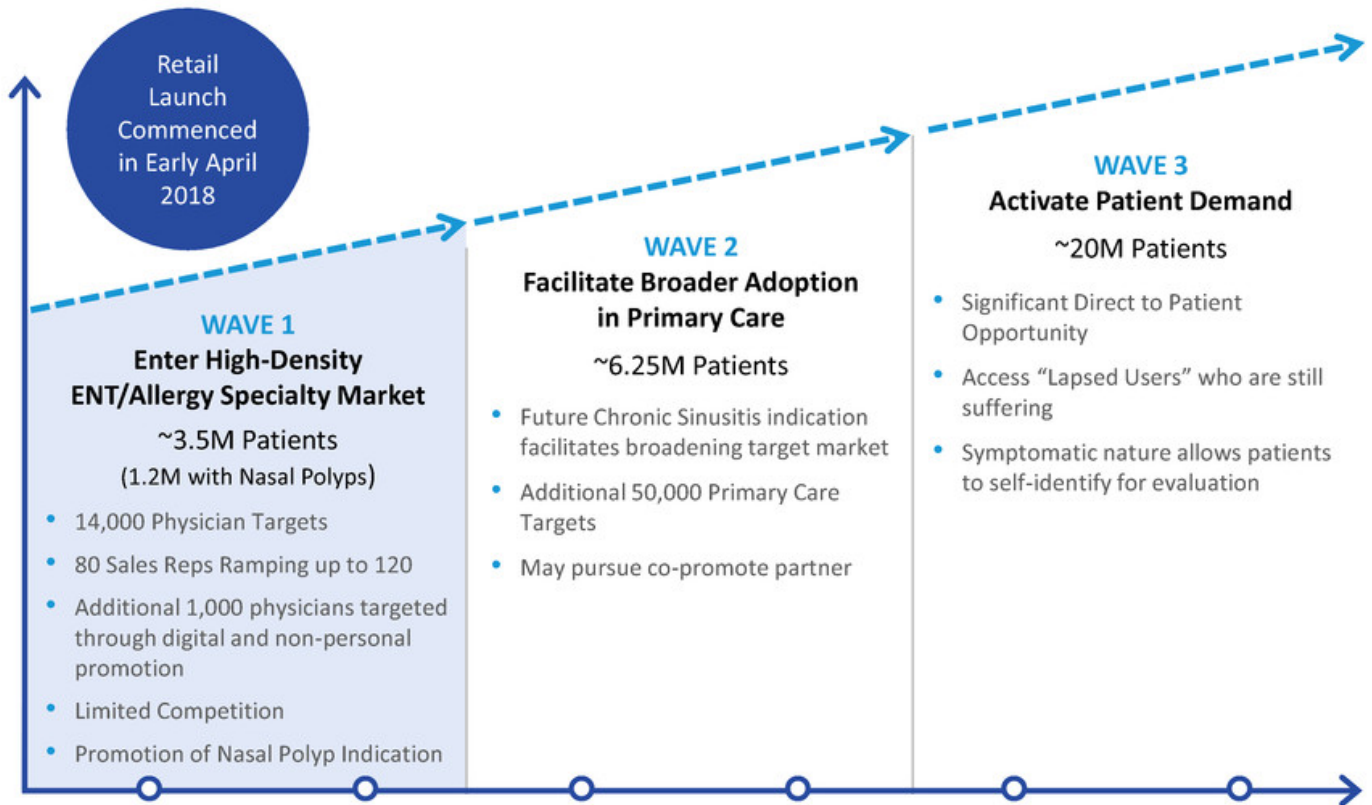 Retail
Launch
Commenced
in Early April
2018
WAVE 1
Enter High-Density
ENT/Allergy Specialty Market
~3.5M Patients
(1.2M with Nasal Polyps)
• 14,000 Physician Targets
• 80 Sales Reps Ramping up to 120
• Additional 1,000 physicians targeted
through digital and non-personal
promotion
• Limited Competition
• Promotion of Nasal Polyp Indication
WAVE 2
Facilitate Broader Adoption
in Primary Care
~6.25M Patients
• Future Chronic Sinusitis indication
facilitates broadening target market
• Additional 50,000 Primary Care
Targets
• May pursue co-promote partner
WAVE 3
Activate Patient Demand
~20M Patients
• Significant Direct to Patient
Opportunity
• Access “Lapsed Users” who are still
suffering
• Symptomatic nature allows patients
to self-identify for evaluation